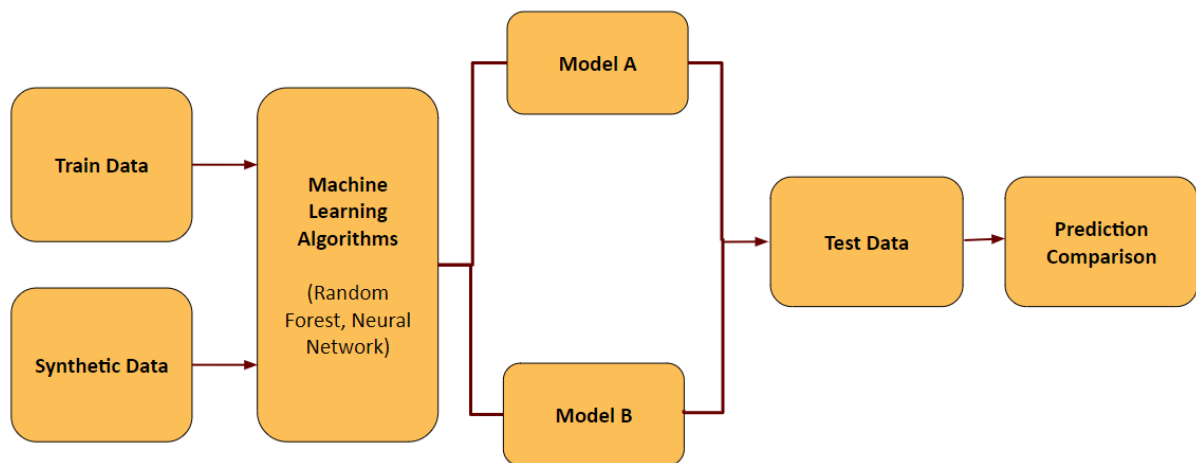 Train Data
Synthetic Data
Machine
Learning
Algorithms
(Random
Forest, Neural
Network)
Model A
Model B
Test Data
Prediction
Comparison